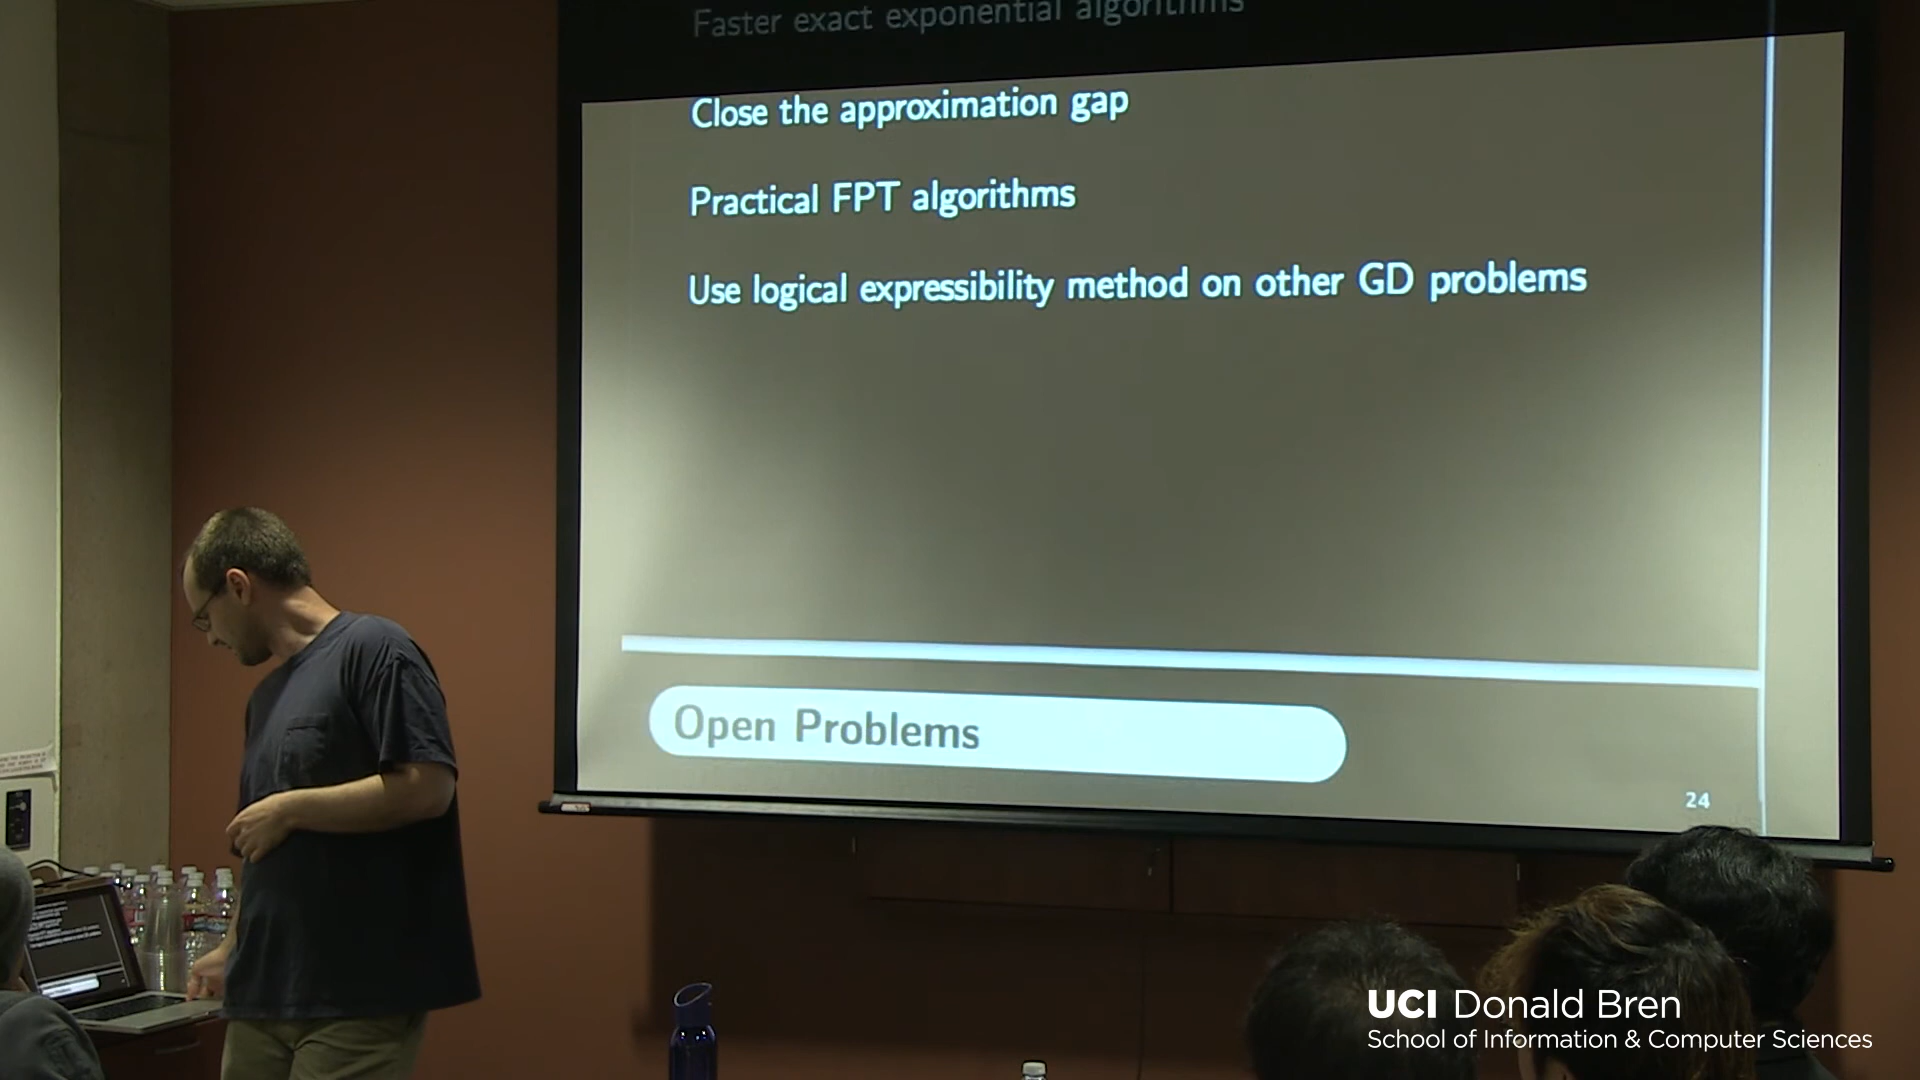 Faster exact exponential algorithms
Close the approximation gap
Practical FPT algorithms
Use logical expressibility method on other GD problems
Open Problems
24
UCI Donald Bren
School of Information & Computer Sciences